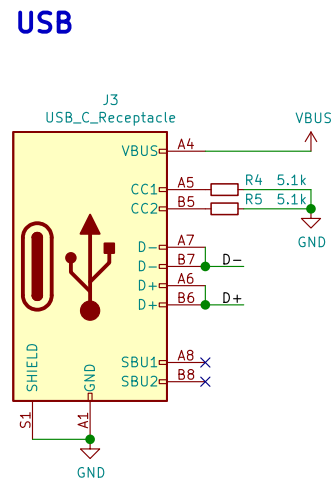 USB
J3
USB_C_Receptacle
VBUS
VBUS A4
CC1 A5 R4 5.1k
CC2 B5 R5 5.1k
GND
D- A7
D- B7 D-
D+ A6
D+ B6 D+
SBU1 A8
SBU2 B8
SHIELD GND
S1 A1
GND